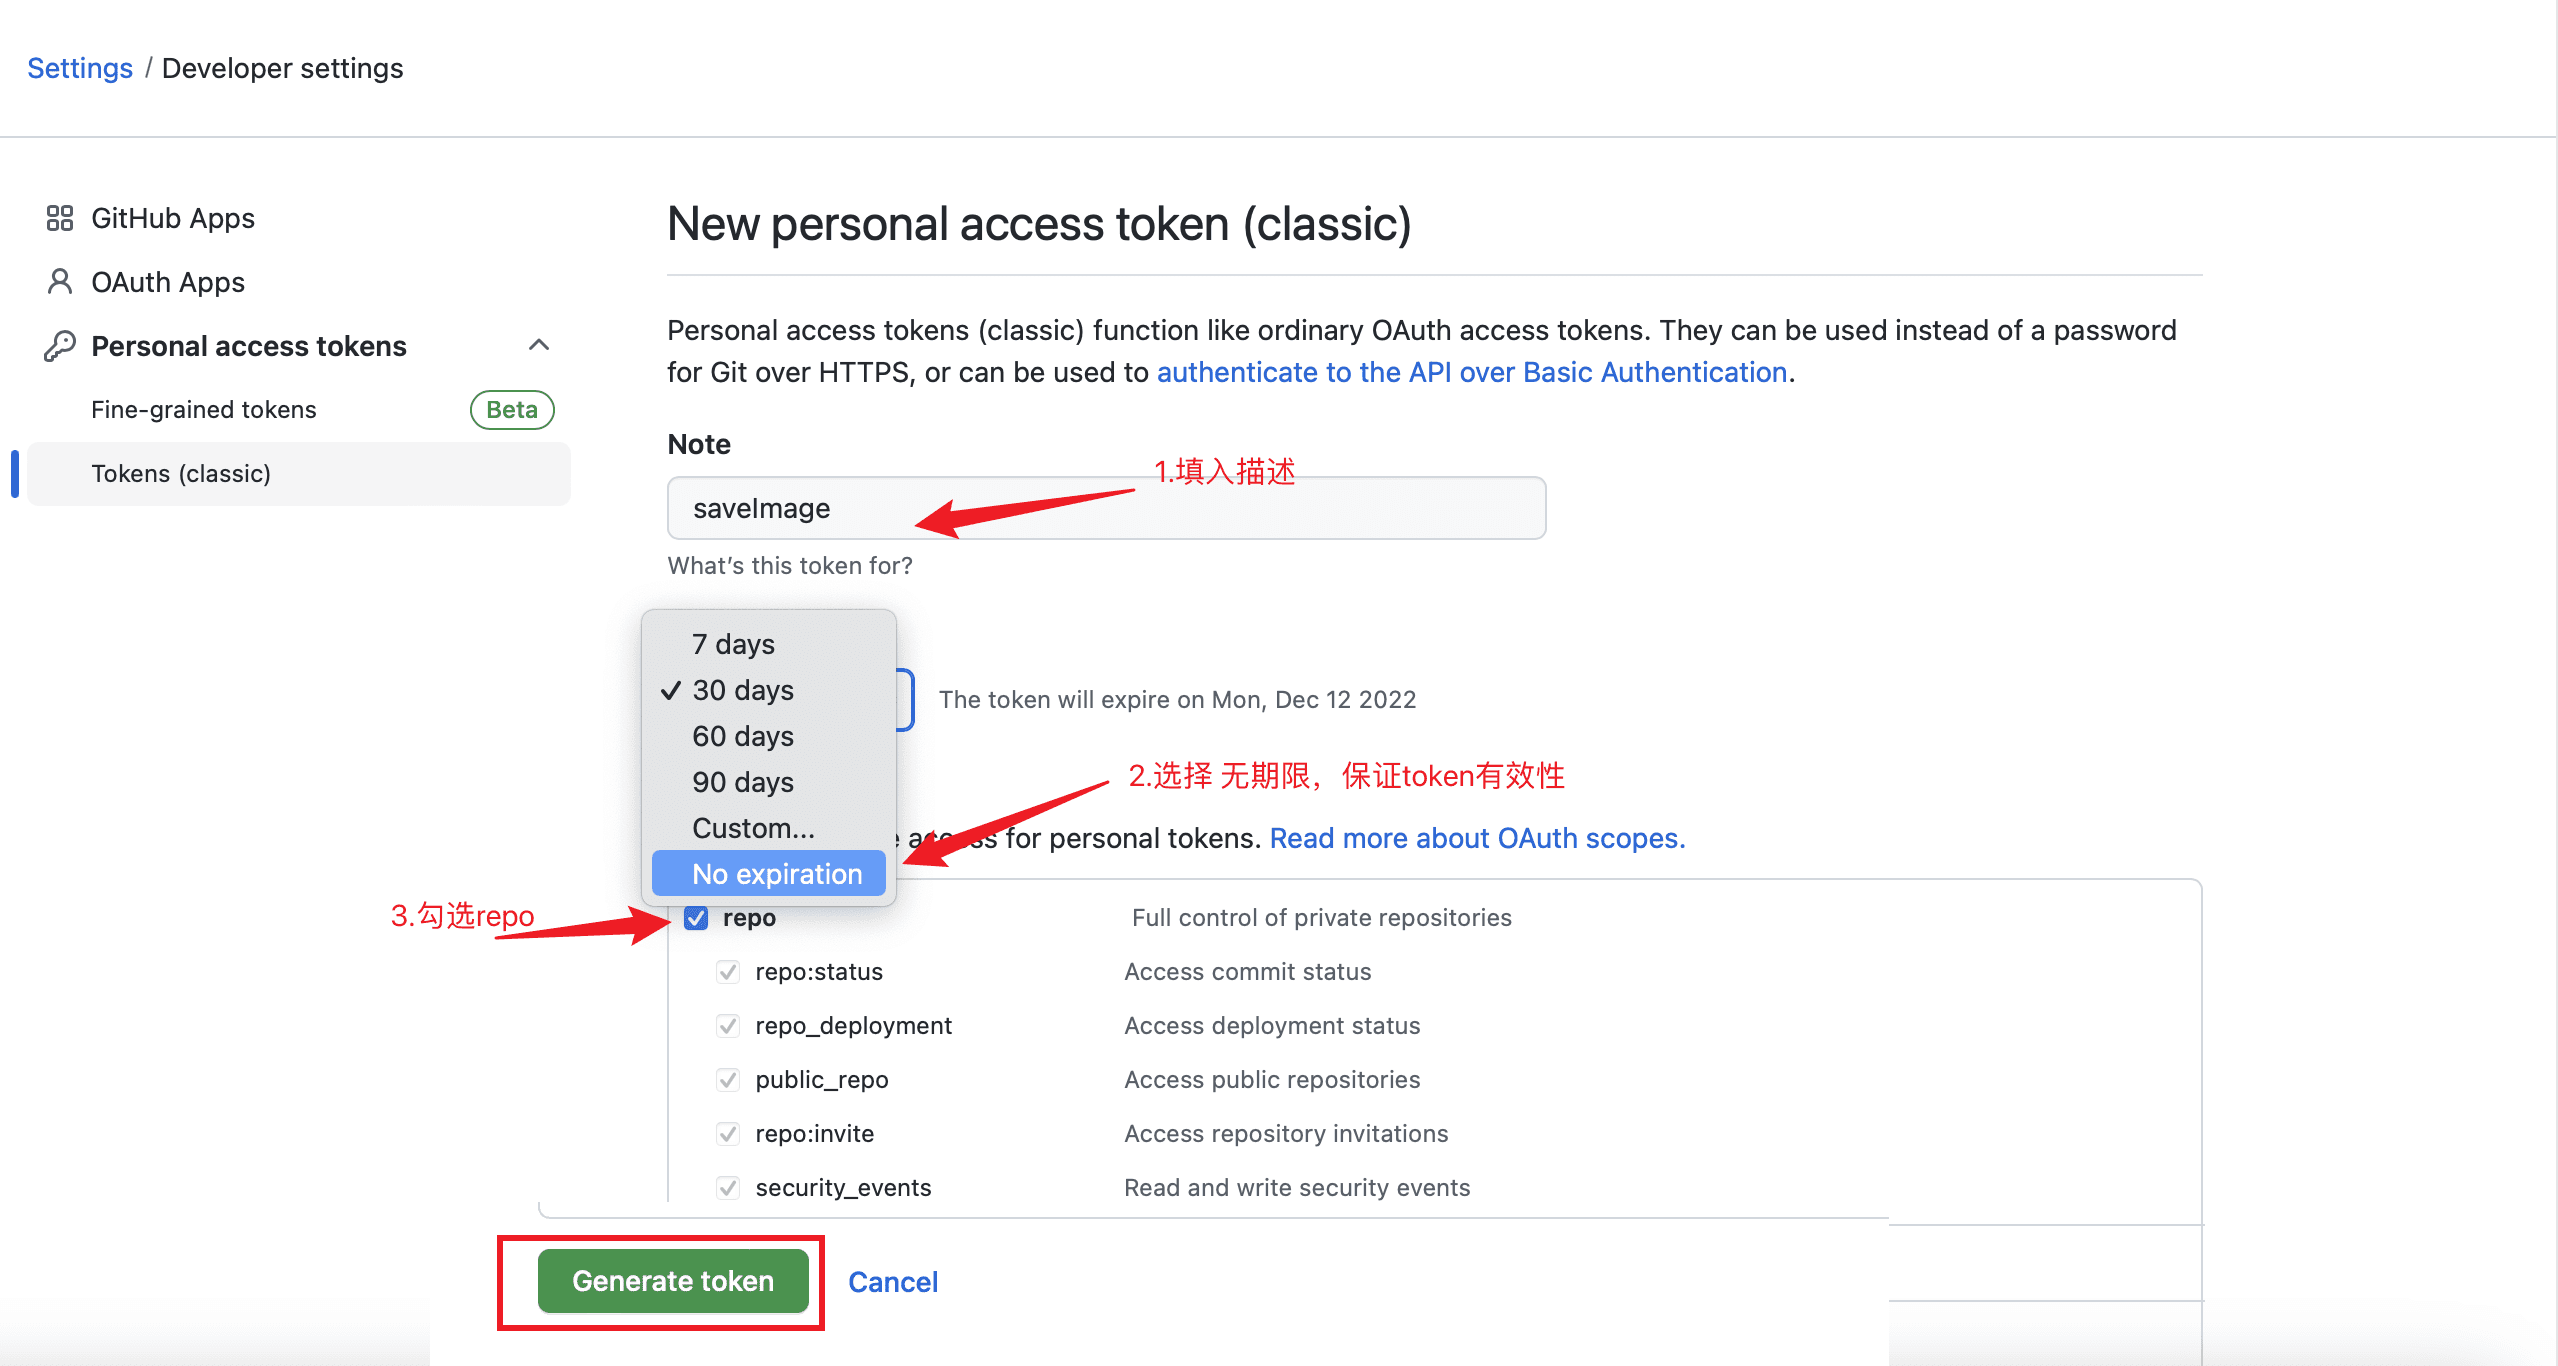 Settings / Developer settings
GitHub Apps
OAuth Apps
Personal access tokens
Fine-grained tokens Beta
Tokens (classic)
New personal access token (classic)
Personal access tokens (classic) function like ordinary OAuth access tokens. They can be used instead of a password
for Git over HTTPS, or can be used to authenticate to the API over Basic Authentication.
Note
1.填入描述
saveImage
What's this token for?
7 days
30 days
The token will expire on Mon, Dec 12 2022
60 days
90 days
2.选择 无期限，保证token有效性
Custom...
access for personal tokens. Read more about OAuth scopes.
No expiration
3.勾选repo
repo Full control of private repositories
repo:status Access commit status
repo_deployment Access deployment status
public_repo Access public repositories
repo:invite Access repository invitations
security_events Read and write security events
Generate token Cancel